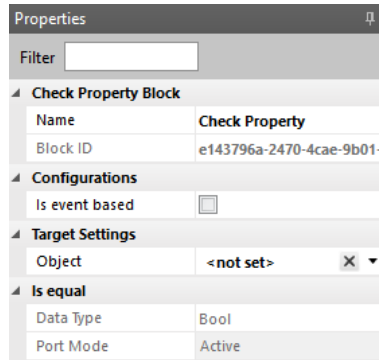 Properties
Filter
Check Property Block
Name Check Property
Block ID e143796a-2470-4cae-9b01-
Configurations
Is event based
Target Settings
Object <not set>
Is equal
Data Type Bool
Port Mode Active